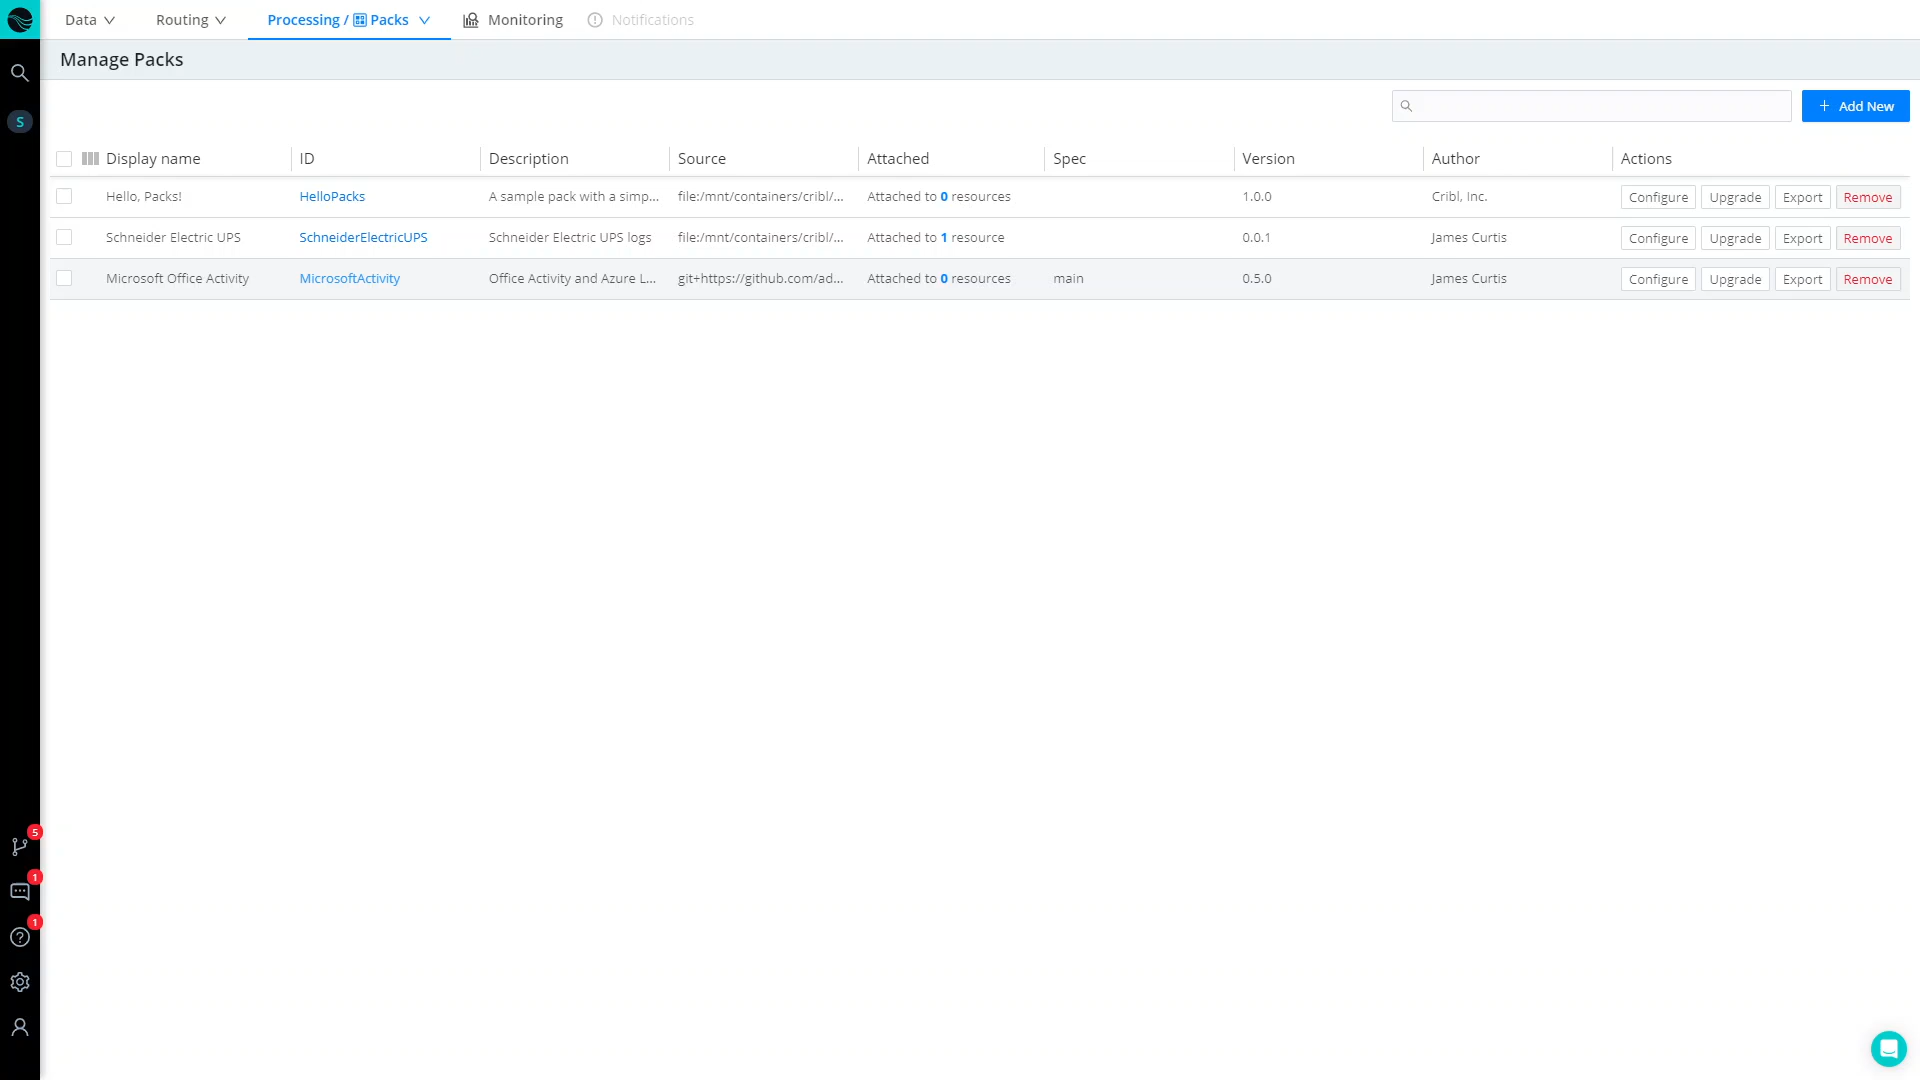 Data Routing Processing / Packs Monitoring Notifications
Manage Packs
S
Add New
Display name ID Description Source Attached Spec Version Author Actions
Hello, Packs! HelloPacks A sample pack with a simp... file:/mnt/containers/cribl/... Attached to 0 resources 1.0.0 Cribl, Inc. Configure Upgrade Export Remove
Schneider Electric UPS SchneiderElectricUPS Schneider Electric UPS logs file:/mnt/containers/cribl/... Attached to 1 resource 0.0.1 James Curtis Configure Upgrade Export Remove
Microsoft Office Activity MicrosoftActivity Office Activity and Azure L... git+https://github.com/ad... Attached to 0 resources main 0.5.0 James Curtis Configure Upgrade Export Remove
5
1
1